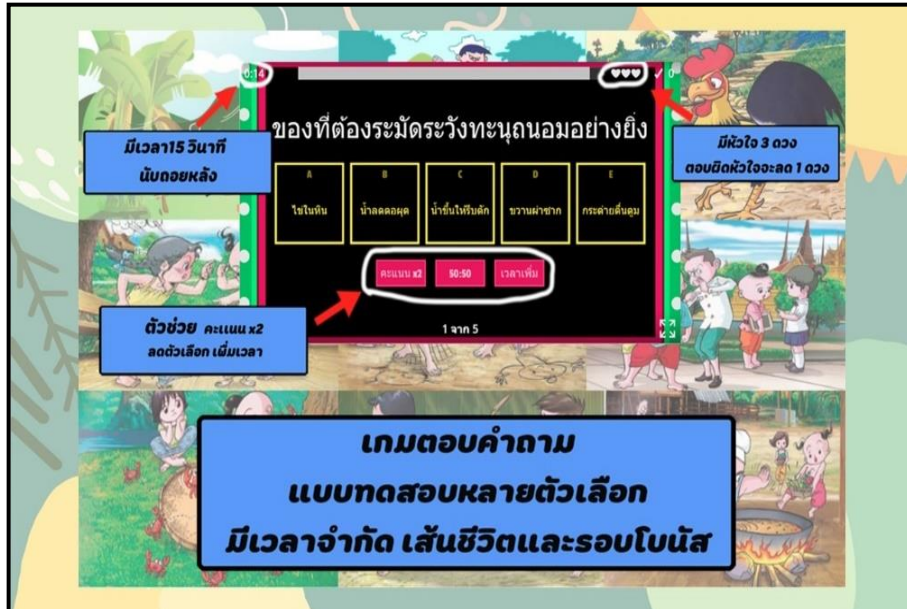 0:14
♥♥♥ ✓ 0
ของที่ต้องระมัดระวังทะนุถนอมอย่างยิ่ง
มีเวลา15 วินาที
นับถอยหลัง
มีหัวใจ 3 ดวง
ตอบผิดหัวใจจะลด 1 ดวง
A B C D E
ไข่ในหิน น้ำลดตอผุด น้ำขึ้นให้รีบตัก ขวานผ่าซาก กระต่ายตื่นตูม
คะแนน x2 50:50 เวลาเพิ่ม
1 จาก 5
ตัวช่วย คะแนน x2
ลดตัวเลือก เพิ่มเวลา
เกมตอบคำถาม
แบบทดสอบหลายตัวเลือก
มีเวลาจำกัด เส้นชีวิตและรอบโบนัส